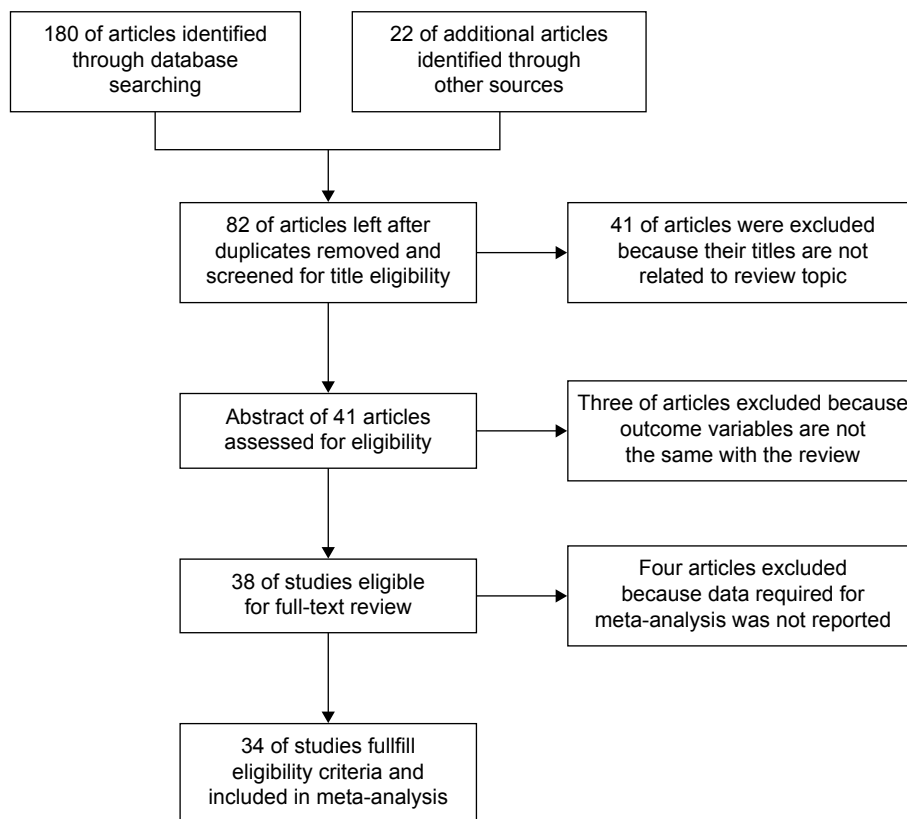 180 of articles identified
through database
searching
22 of additional articles
identified through
other sources
82 of articles left after
duplicates removed and
screened for title eligibility
41 of articles were excluded
because their titles are not
related to review topic
Abstract of 41 articles
assessed for eligibility
Three of articles excluded because
outcome variables are not
the same with the review
38 of studies eligible
for full-text review
Four articles excluded
because data required for
meta-analysis was not reported
34 of studies fullfill
eligibility criteria and
included in meta-analysis